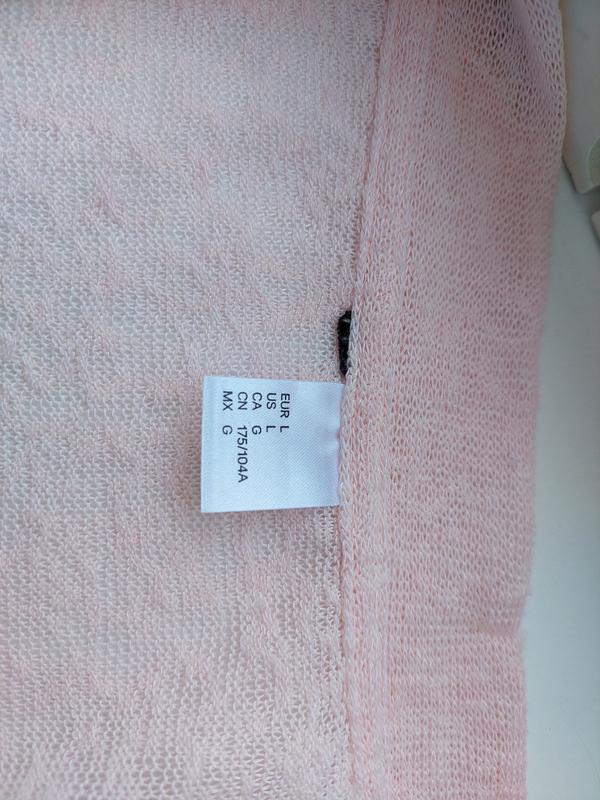 EUR L
US L
CA G
CN 175/104A
MX G